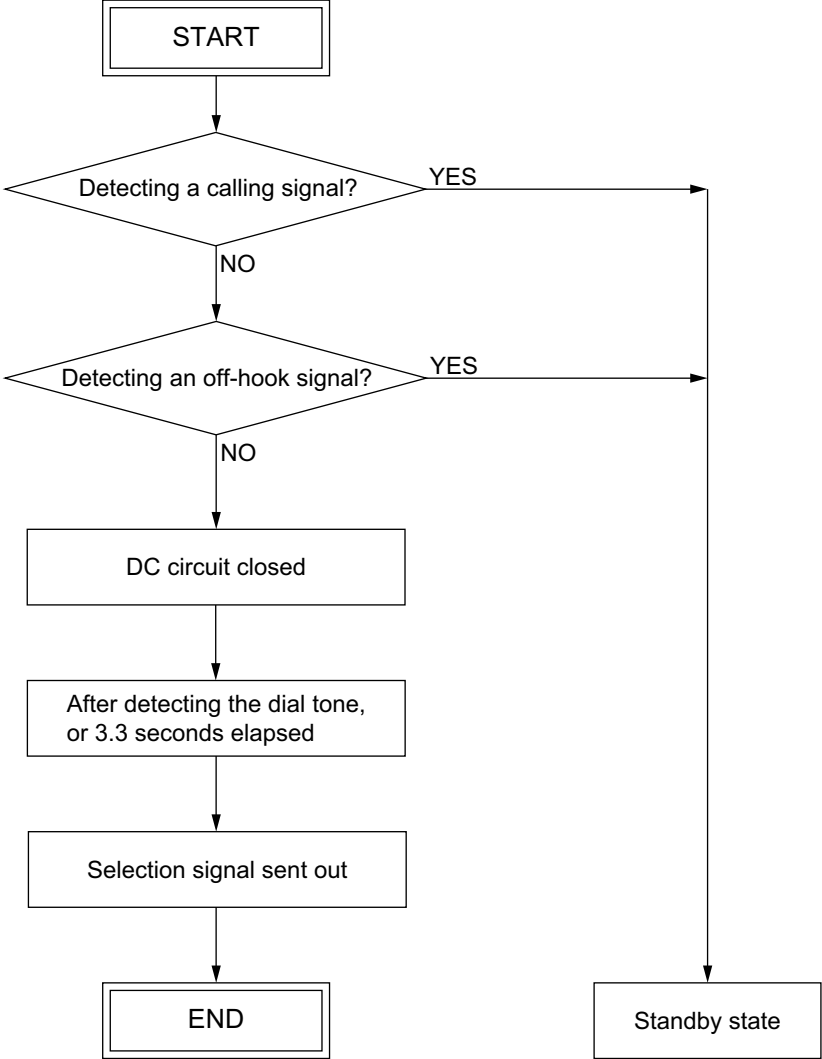 START
Detecting a calling signal?
YES
NO
Detecting an off-hook signal?
YES
NO
DC circuit closed
After detecting the dial tone,
or 3.3 seconds elapsed
Selection signal sent out
END
Standby state